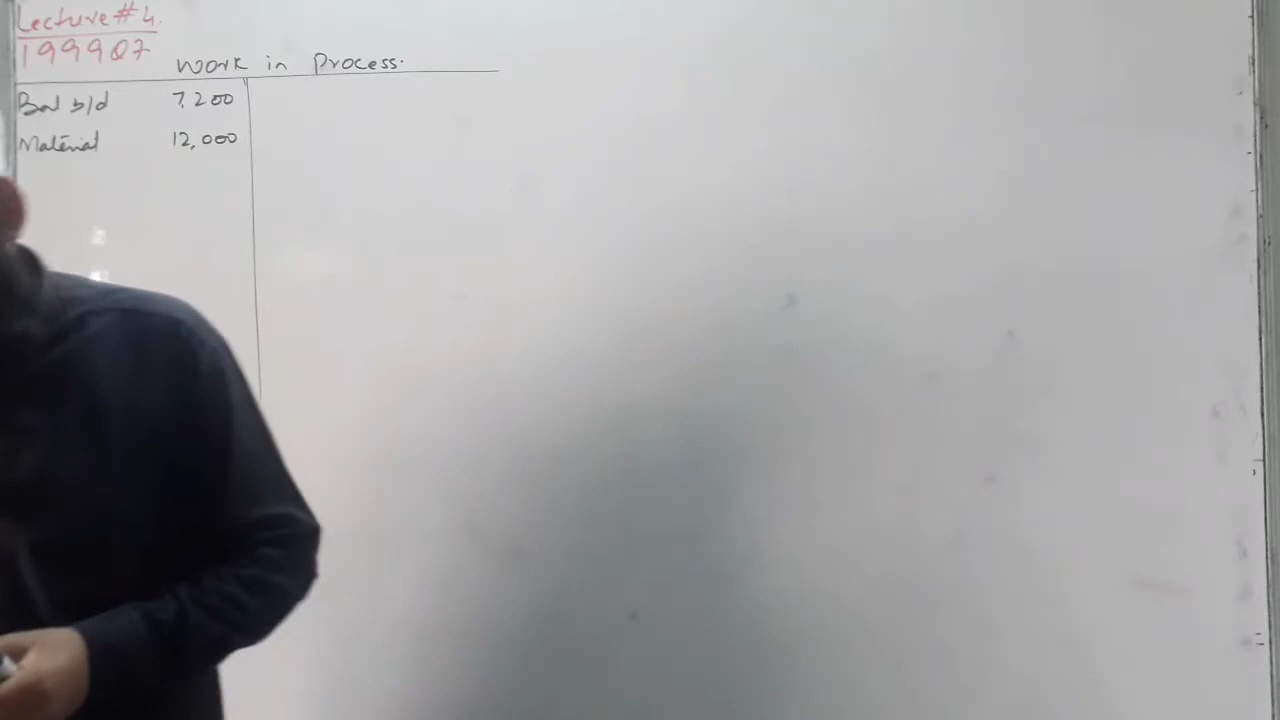 Lecture # 4.
199907
Work in Process.
Bal b/d 7,200
Material 12,000